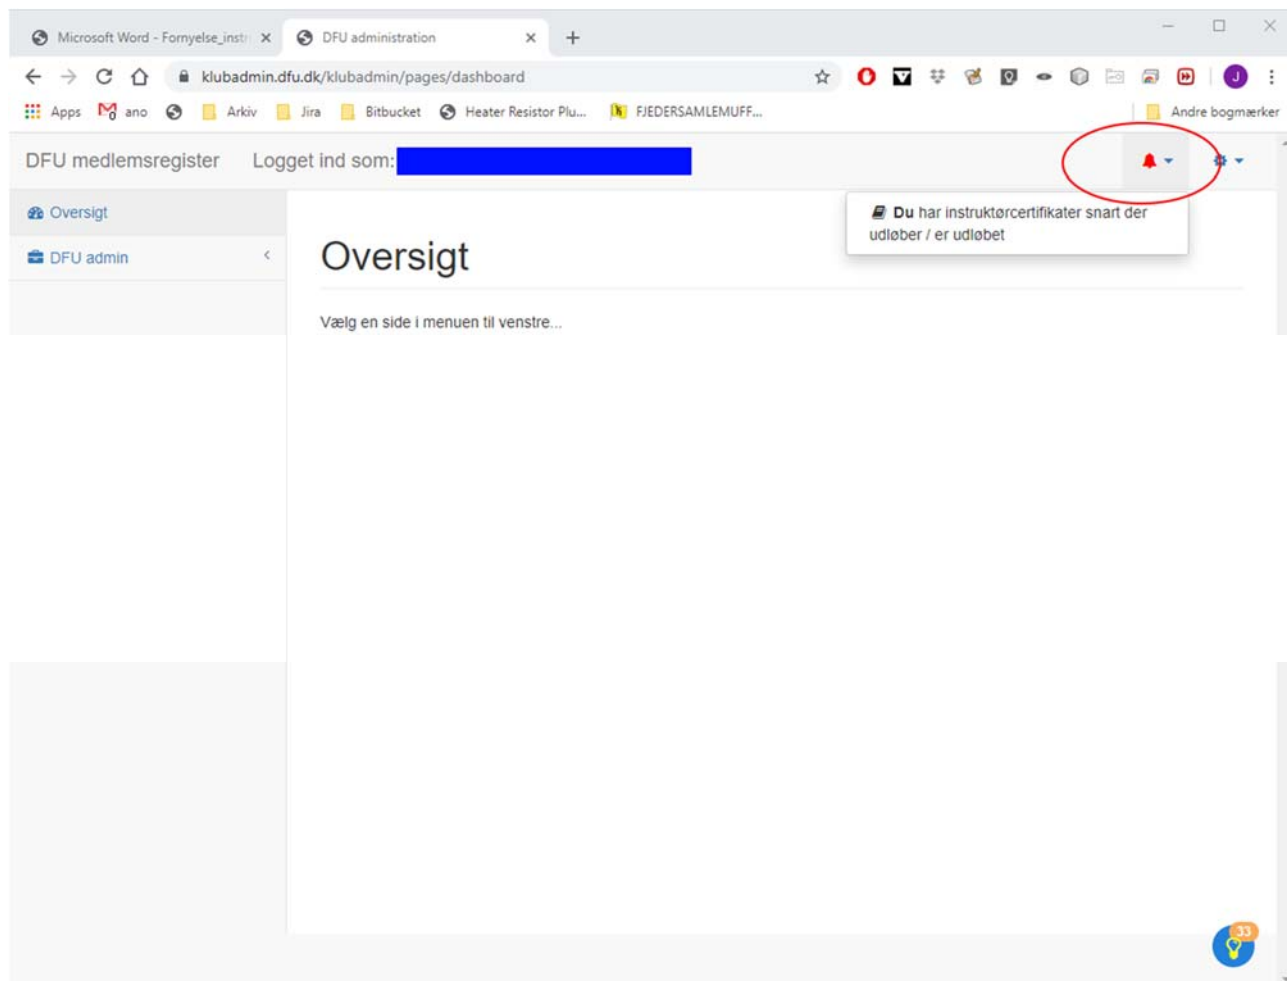 Microsoft Word - Fornyelse_instr
DFU administration
klubadmin.dfu.dk/klubadmin/pages/dashboard
J
Apps ano Arkiv Jira Bitbucket Heater Resistor Plu... FJEDERSAMLEMUFF... Andre bogmærker
DFU medlemsregister Logget ind som:
Oversigt
DFU admin
Du har instruktørcertifikater snart der
udløber / er udløbet
Oversigt
Vælg en side i menuen til venstre...
33